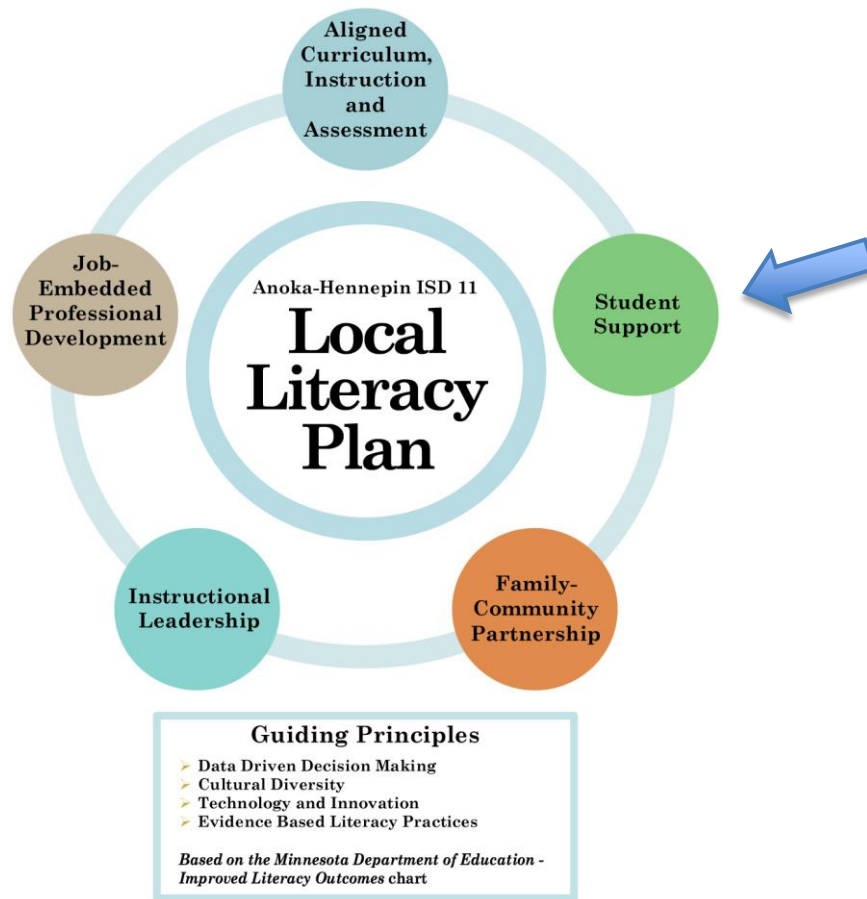 Aligned
Curriculum,
Instruction
and
Assessment
Job-
Embedded
Professional
Development
Anoka-Hennepin ISD 11
Local
Literacy
Plan
Student
Support
Instructional
Leadership
Family-
Community
Partnership
Guiding Principles
➢ Data Driven Decision Making
➢ Cultural Diversity
➢ Technology and Innovation
➢ Evidence Based Literacy Practices
Based on the Minnesota Department of Education -
Improved Literacy Outcomes chart